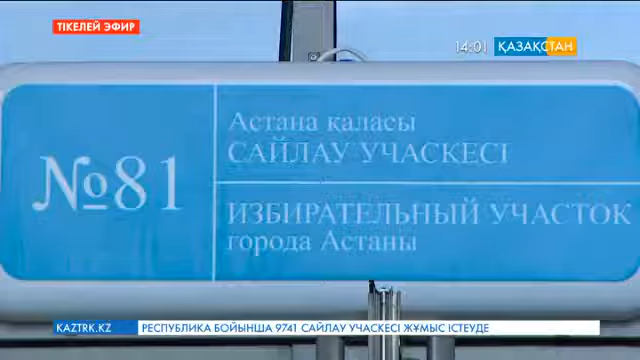 ТІКЕЛЕЙ ЭФИР
14:01 ҚАЗАҚСТАН
№81
Астана қаласы
САЙЛАУ УЧАСКЕСІ
ИЗБИРАТЕЛЬНЫЙ УЧАСТОК
города Астаны
KAZTRK.KZ
РЕСПУБЛИКА БОЙЫНША 9741 САЙЛАУ УЧАСКЕСІ ЖҰМЫС ІСТЕУДЕ